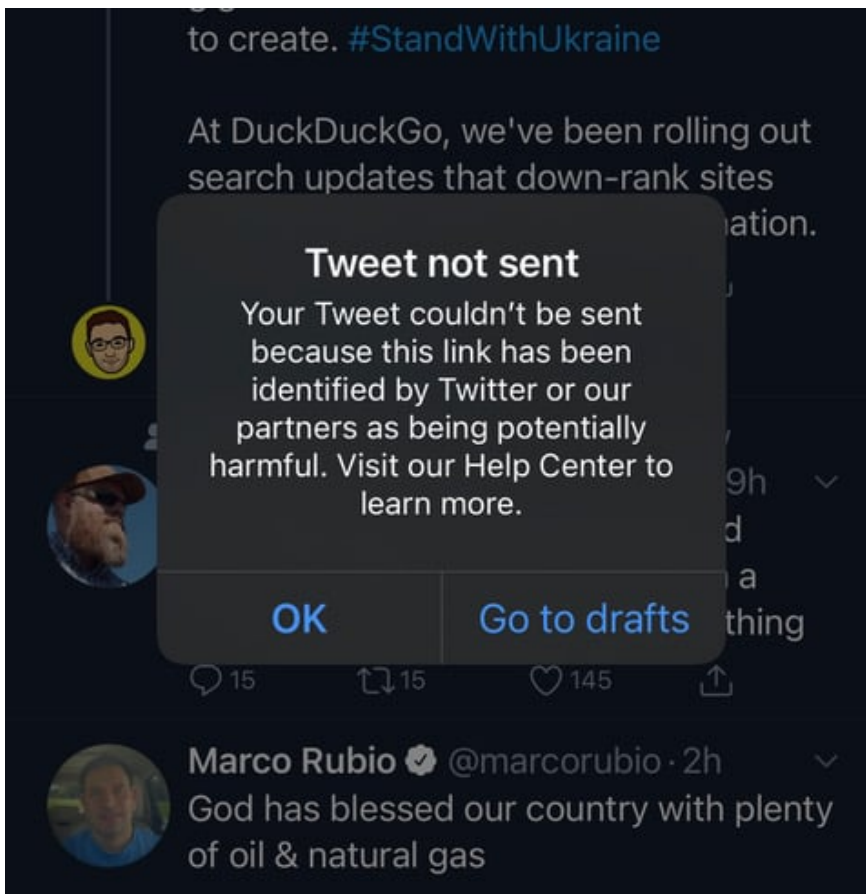 to create. #StandWithUkraine
At DuckDuckGo, we've been rolling out
search updates that down-rank sites
ation.
Tweet not sent
Your Tweet couldn't be sent
because this link has been
identified by Twitter or our
partners as being potentially
harmful. Visit our Help Center to
learn more.
9h
d
a
thing
OK
Go to drafts
15
15
145
Marco Rubio @marcorubio · 2h
God has blessed our country with plenty
of oil & natural gas